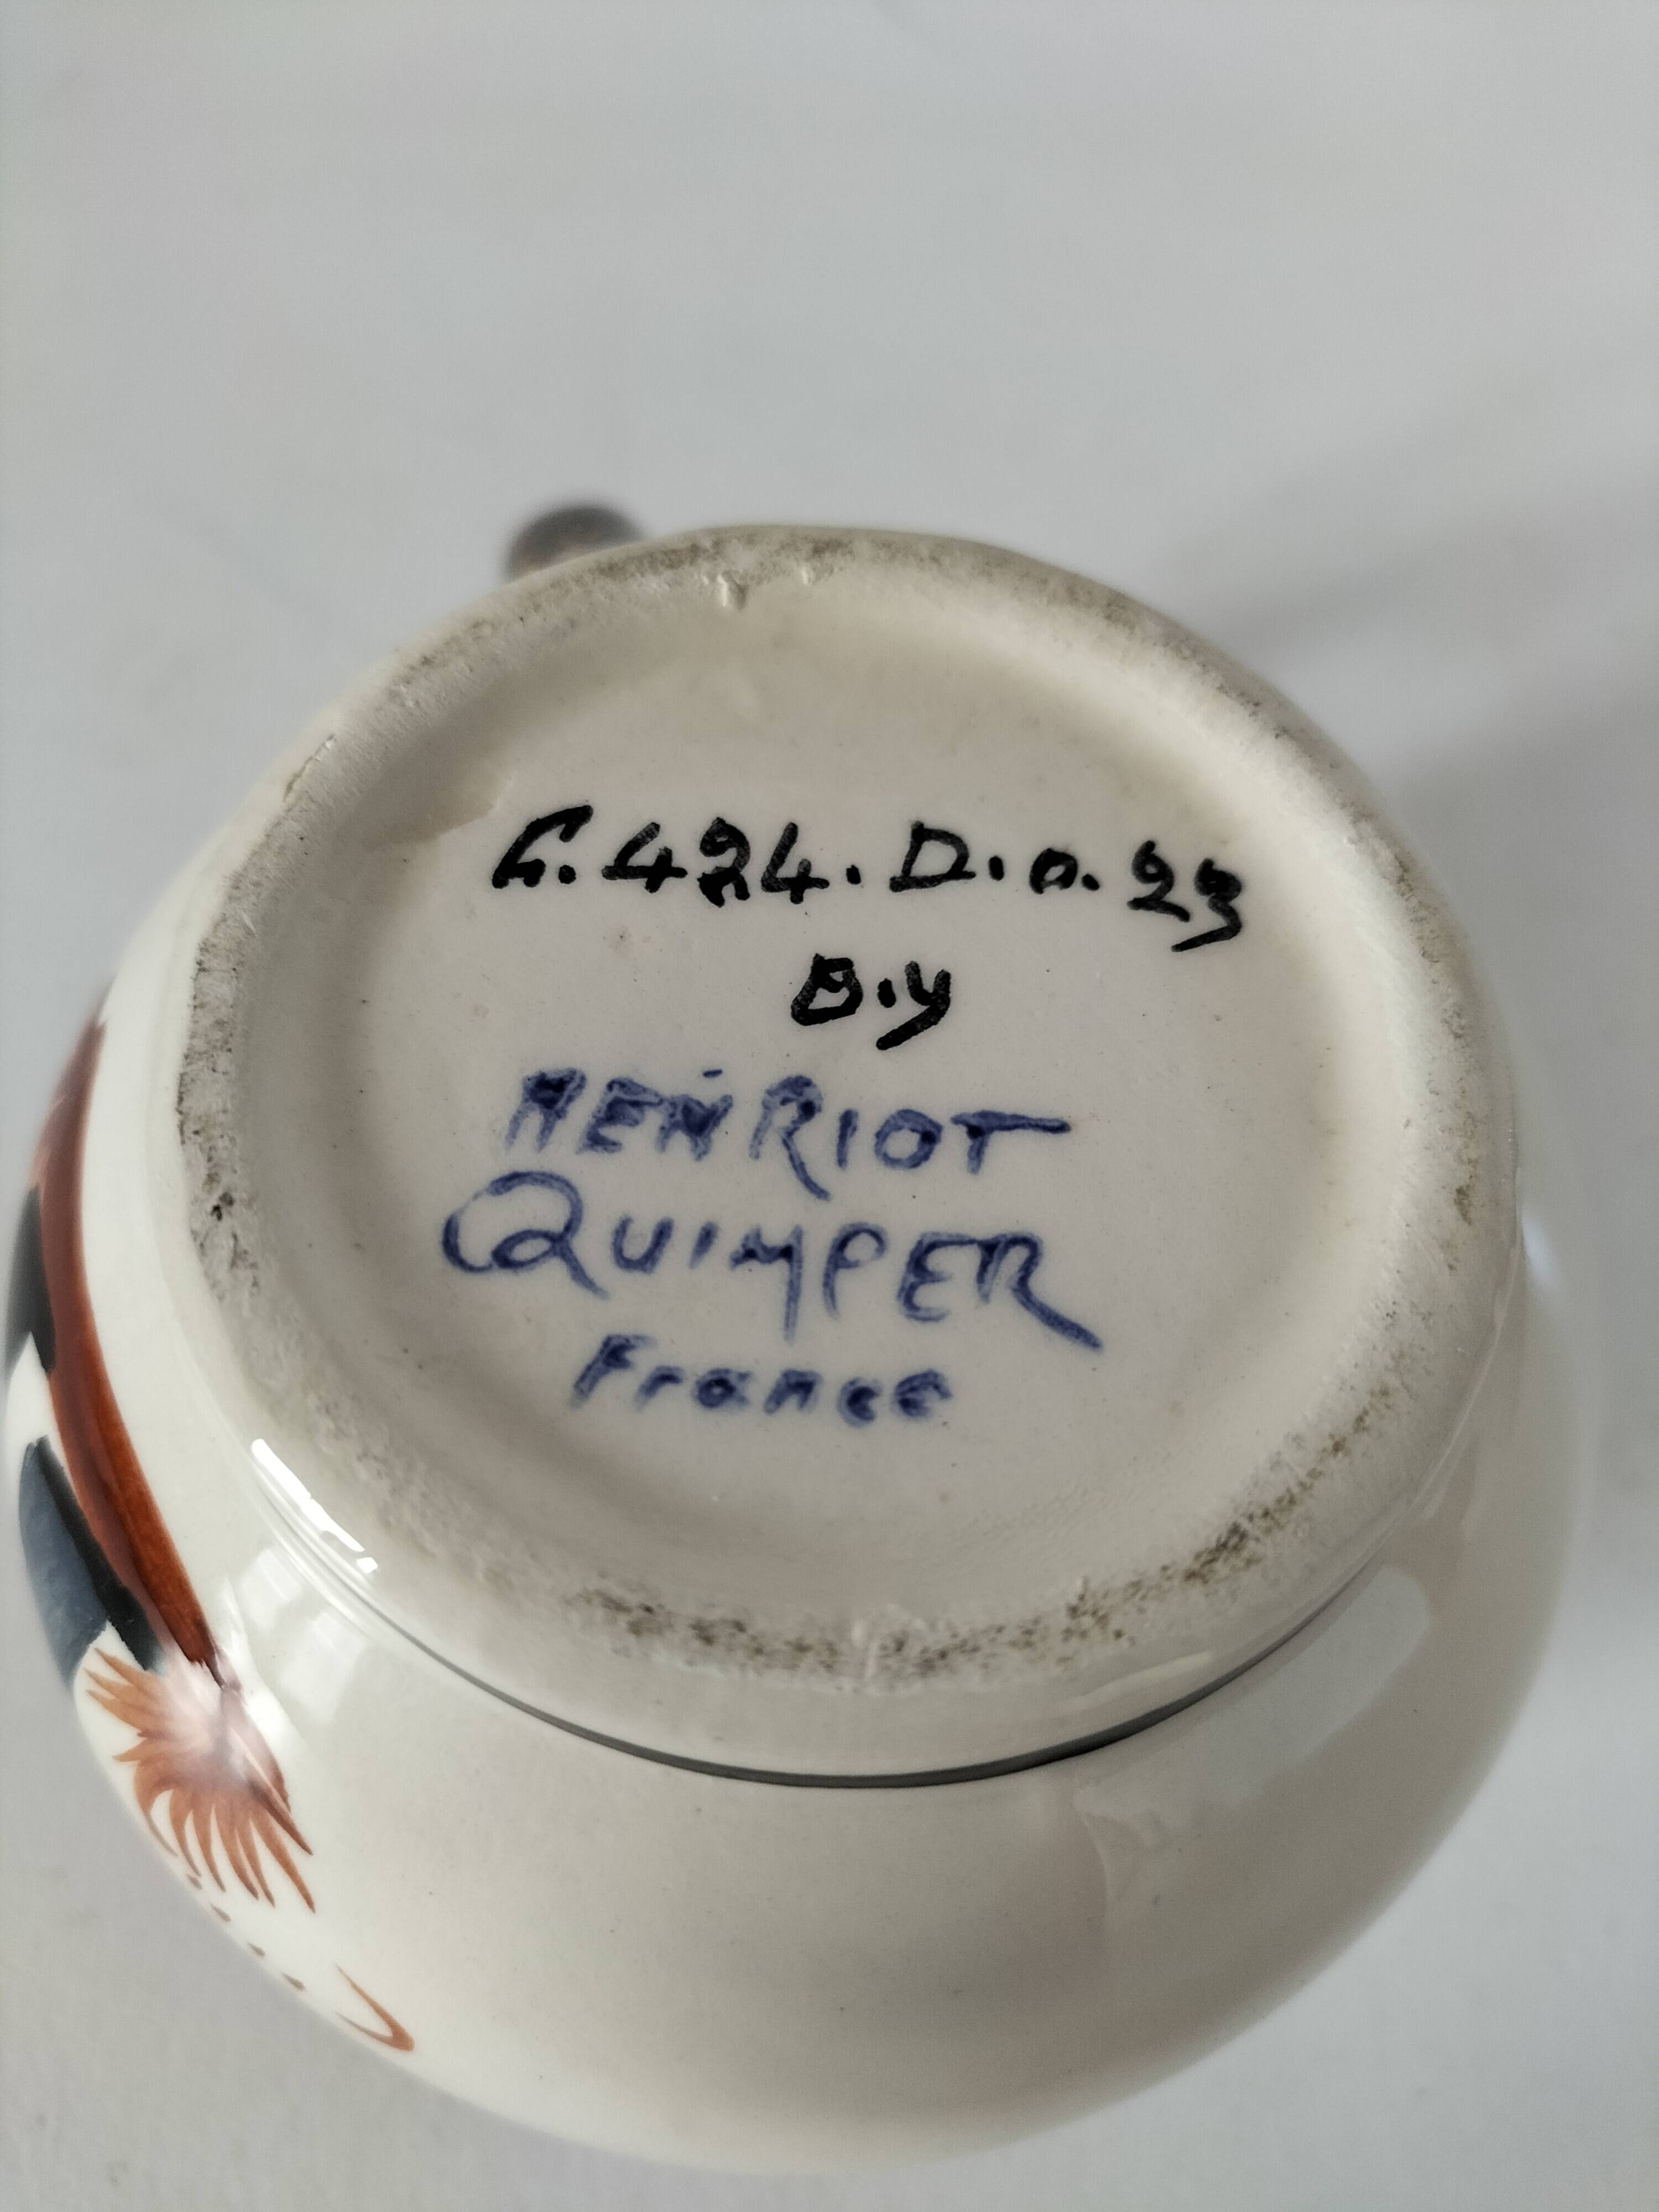 C.424.D.o.23
B.y
HENRIOT
QUIMPER
France